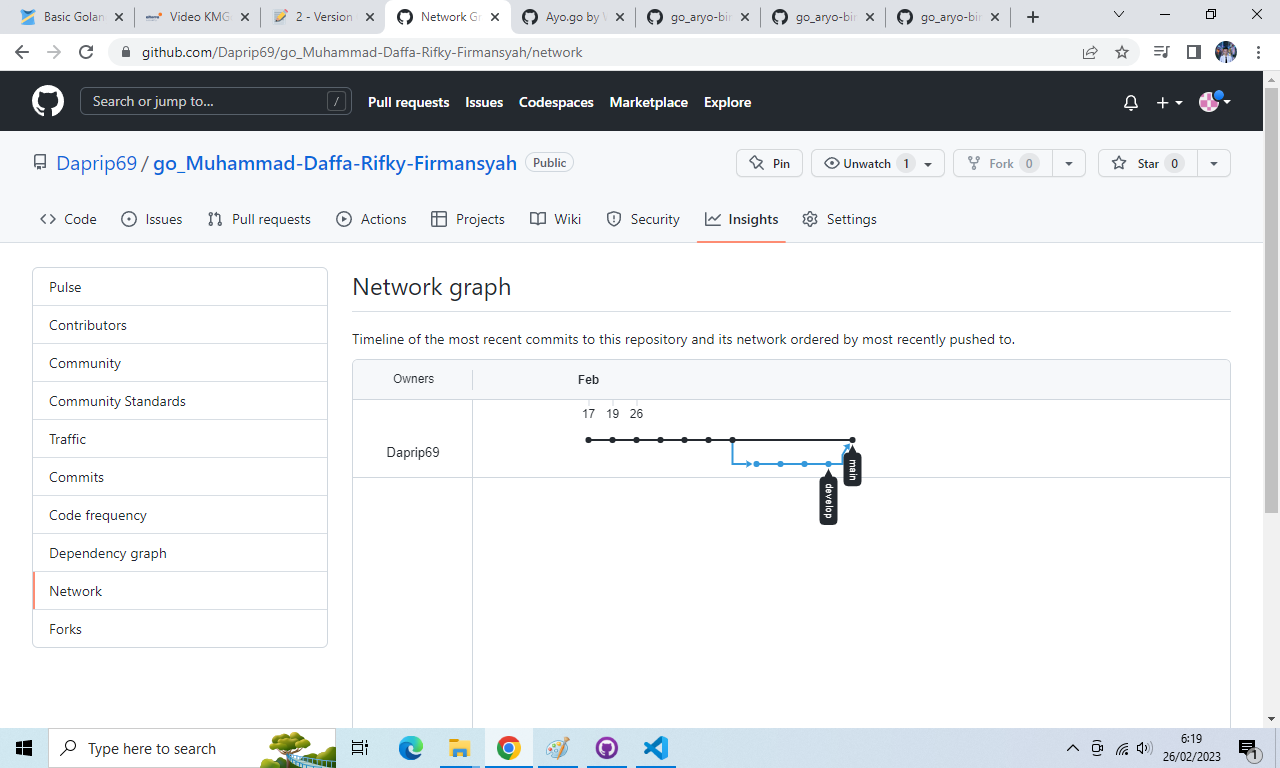 Basic Golan
Video KMG
2 - Version
Network Gr
Ayo.go by
go_aryo-bin
go_aryo-bin
go_aryo-bin
github.com/Daprip69/go_Muhammad-Daffa-Rifky-Firmansyah/network
Search or jump to... /
Pull requests
Issues
Codespaces
Marketplace
Explore
Daprip69 / go_Muhammad-Daffa-Rifky-Firmansyah Public
Pin
Unwatch 1
Fork 0
Star 0
Code
Issues
Pull requests
Actions
Projects
Wiki
Security
Insights
Settings
Pulse
Contributors
Community
Community Standards
Traffic
Commits
Code frequency
Dependency graph
Network
Forks
Network graph
Timeline of the most recent commits to this repository and its network ordered by most recently pushed to.
Owners
Feb
17 19 26
Daprip69
main
develop
Type here to search
6:19
26/02/2023
1